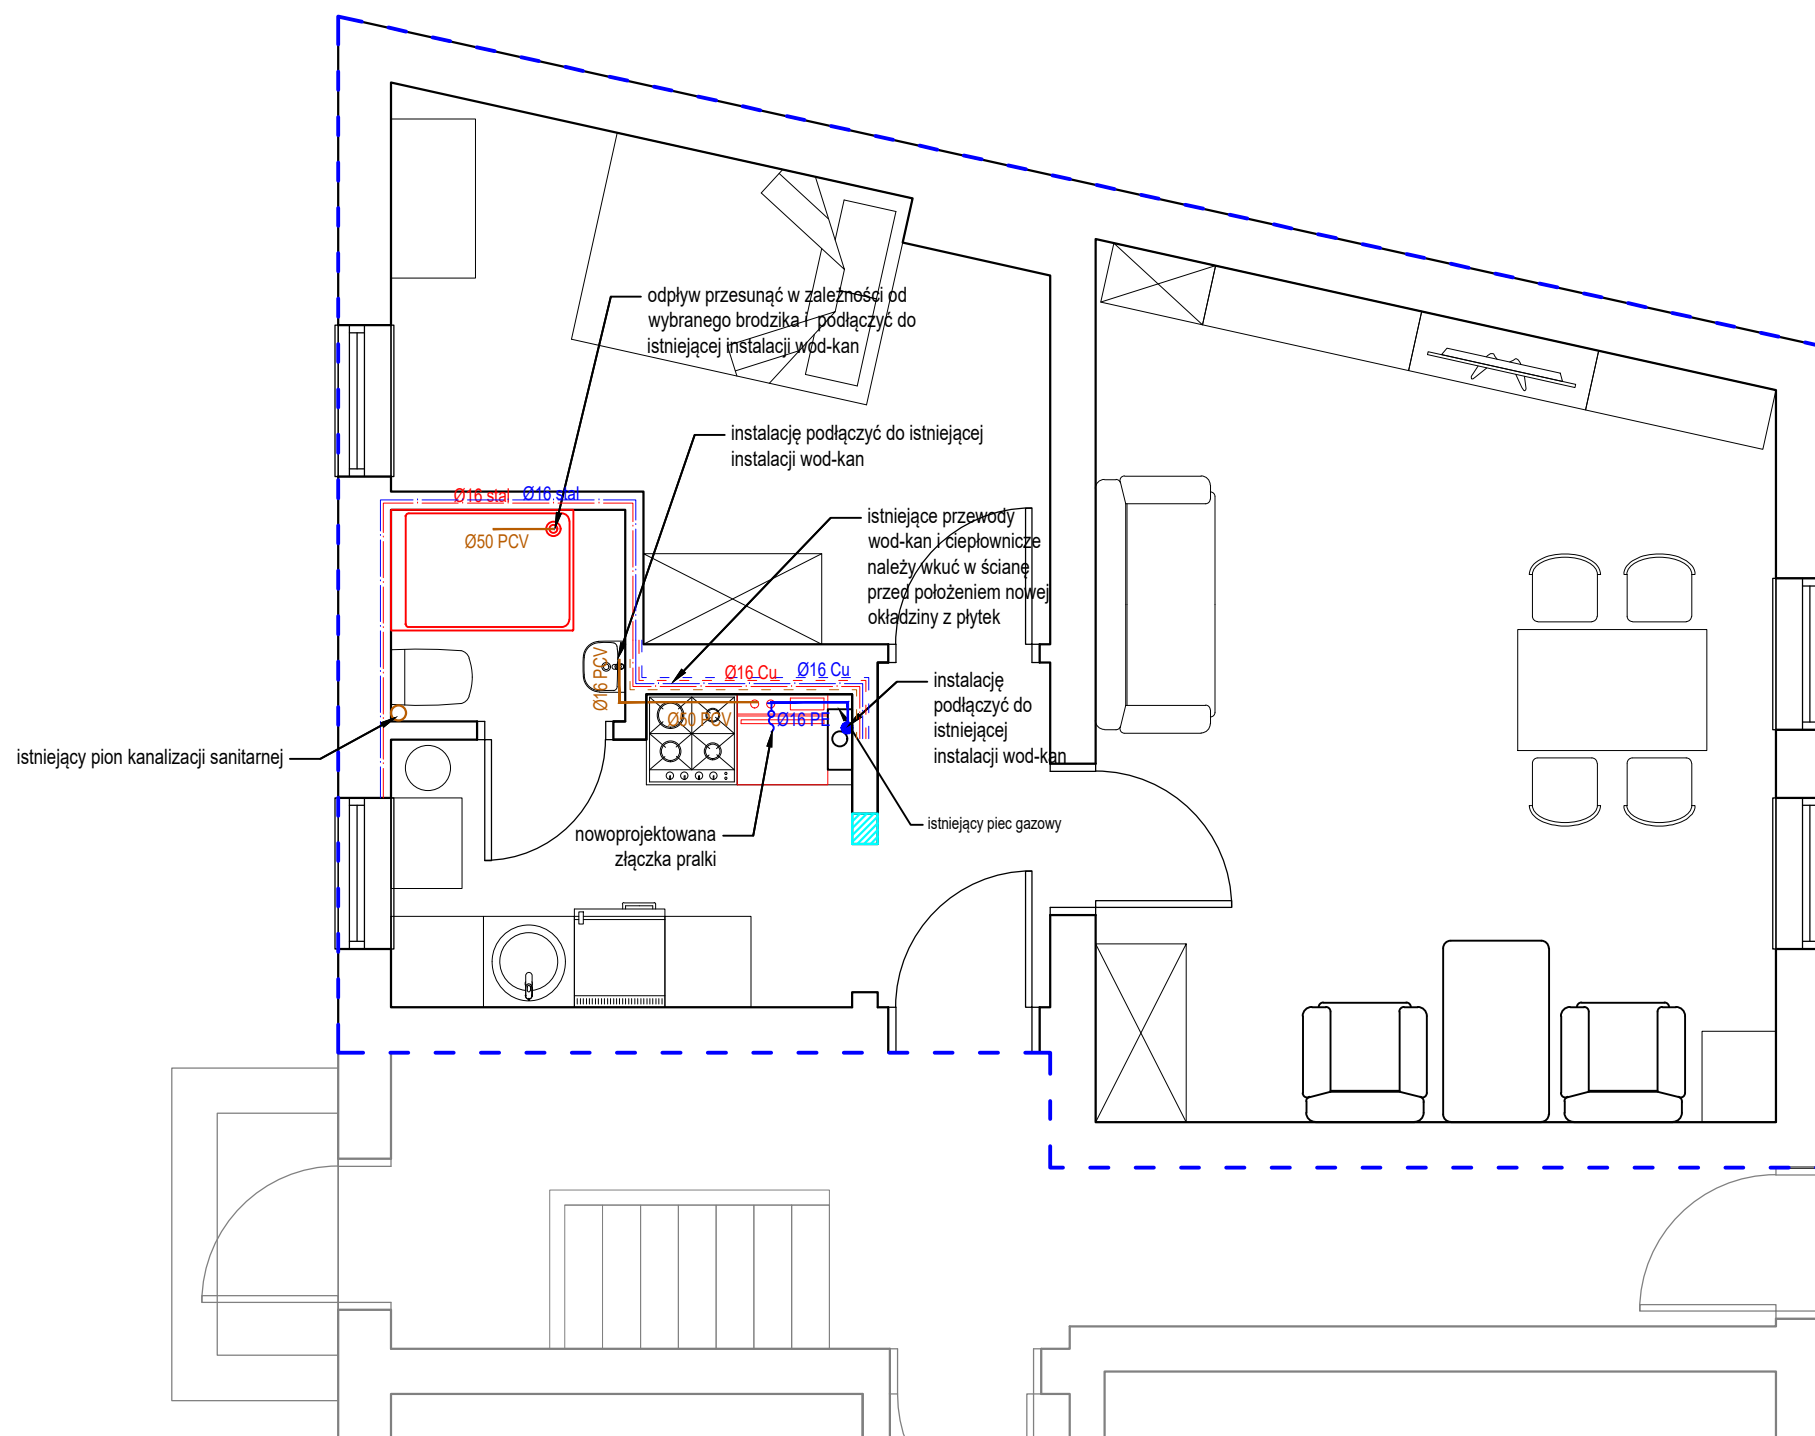 odpływ przesunąć w zależności od
wybranego brodzika i podłączyć do
istniejącej instalacji wod-kan
instalację podłączyć do istniejącej
instalacji wod-kan
Ø16 stal
Ø16 stal
Ø50 PCV
istniejące przewody
wod-kan i ciepłownicze
należy wkuć w ścianę
przed położeniem nowej
okładziny z płytek
Ø16 PCV
Ø16 Cu
Ø16 Cu
instalację
podłączyć do
istniejącej
instalacji wod-kan
Ø50 PCV
Ø16 PE
istniejący pion kanalizacji sanitarnej
istniejący piec gazowy
nowoprojektowana
złączka pralki